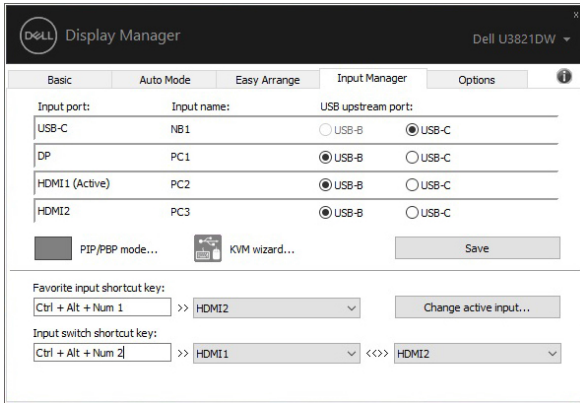 DELL Display Manager
Dell U3821DW
Basic Auto Mode Easy Arrange Input Manager Options
Input port: Input name: USB upstream port:
USB-C NB1 USB-B USB-C
DP PC1 USB-B USB-C
HDMI1 (Active) PC2 USB-B USB-C
HDMI2 PC3 USB-B USB-C
PIP/PBP mode... KVM wizard... Save
Favorite input shortcut key:
Ctrl + Alt + Num 1 >> HDMI2 Change active input...
Input switch shortcut key:
Ctrl + Alt + Num 2 >> HDMI1 <<>> HDMI2